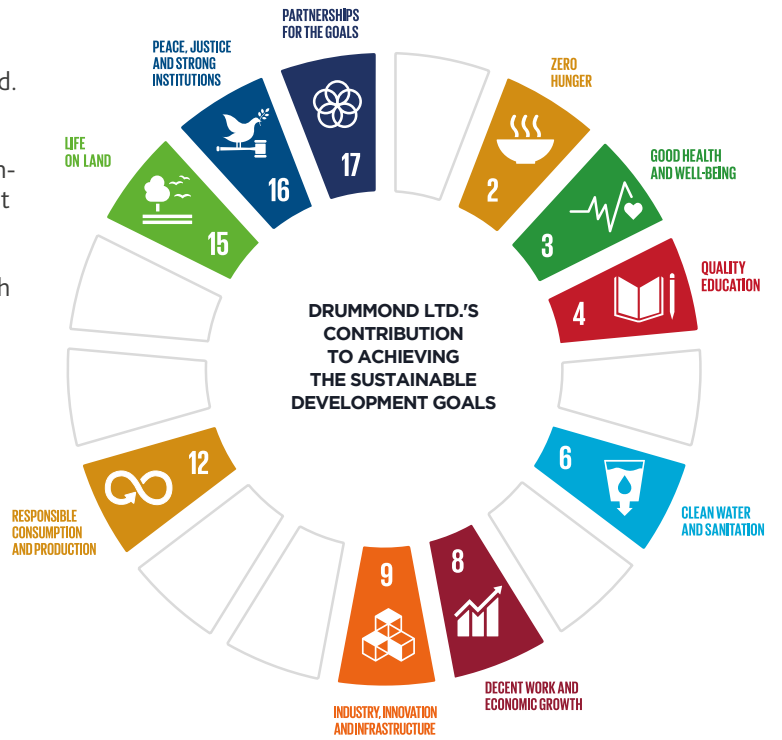 d.
n-
t
h
PARTNERSHIPS
FOR THE GOALS
17
ZERO
HUNGER
2
GOOD HEALTH
AND WELL-BEING
3
QUALITY
EDUCATION
4
CLEAN WATER
AND SANITATION
6
DECENT WORK AND
ECONOMIC GROWTH
8
INDUSTRY, INNOVATION
AND INFRASTRUCTURE
9
RESPONSIBLE
CONSUMPTION
AND PRODUCTION
12
LIFE
ON LAND
15
PEACE, JUSTICE
AND STRONG
INSTITUTIONS
16
DRUMMOND LTD.'S
CONTRIBUTION
TO ACHIEVING
THE SUSTAINABLE
DEVELOPMENT GOALS